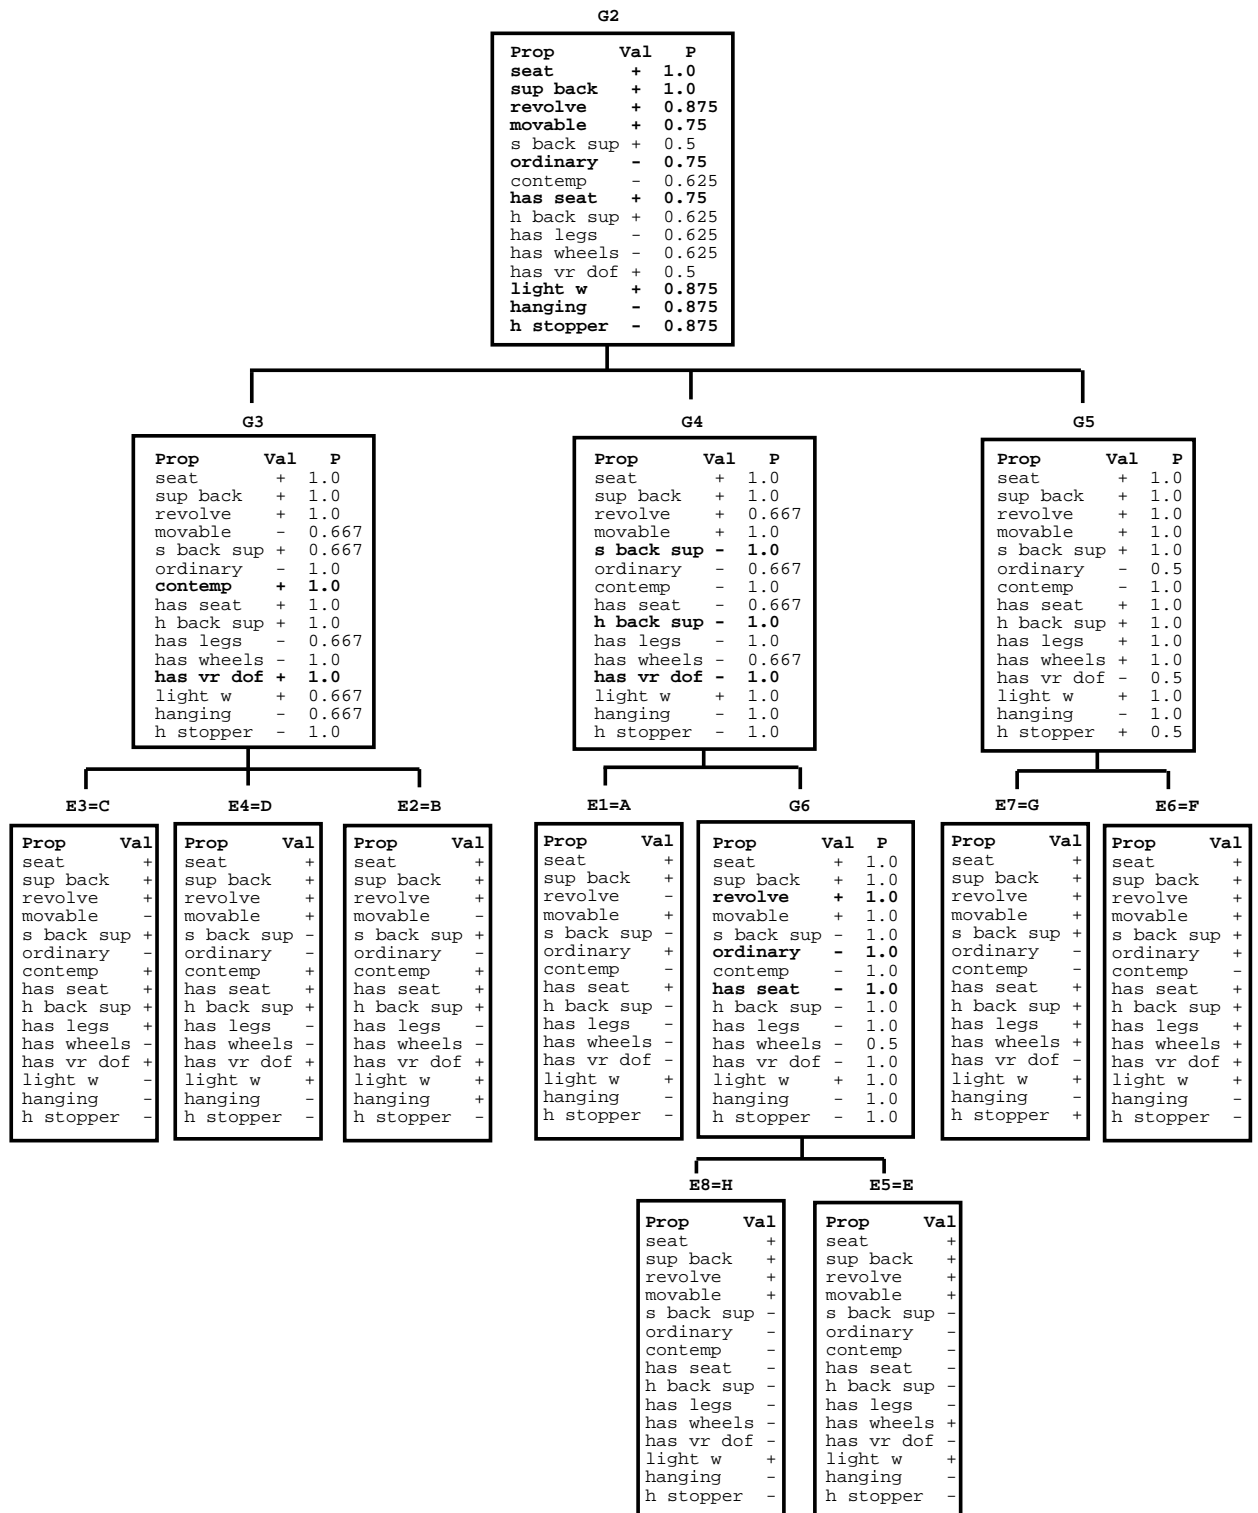 G2
Prop Val P
seat + 1.0
sup back + 1.0
revolve + 0.875
movable + 0.75
s back sup + 0.5
ordinary - 0.75
contemp - 0.625
has seat + 0.75
h back sup + 0.625
has legs - 0.625
has wheels - 0.625
has vr dof + 0.5
light w + 0.875
hanging - 0.875
h stopper - 0.875
G3
Prop Val P
seat + 1.0
sup back + 1.0
revolve + 1.0
movable - 0.667
s back sup + 0.667
ordinary - 1.0
contemp + 1.0
has seat + 1.0
h back sup + 1.0
has legs - 0.667
has wheels - 1.0
has vr dof + 1.0
light w + 0.667
hanging - 0.667
h stopper - 1.0
G4
Prop Val P
seat + 1.0
sup back + 1.0
revolve + 0.667
movable + 1.0
s back sup - 1.0
ordinary - 0.667
contemp - 1.0
has seat - 0.667
h back sup - 1.0
has legs - 1.0
has wheels - 0.667
has vr dof - 1.0
light w + 1.0
hanging - 1.0
h stopper - 1.0
G5
Prop Val P
seat + 1.0
sup back + 1.0
revolve + 1.0
movable + 1.0
s back sup + 1.0
ordinary - 0.5
contemp - 1.0
has seat + 1.0
h back sup + 1.0
has legs + 1.0
has wheels + 1.0
has vr dof - 0.5
light w + 1.0
hanging - 1.0
h stopper + 0.5
E3=C
Prop Val
seat +
sup back +
revolve +
movable -
s back sup +
ordinary -
contemp +
has seat +
h back sup +
has legs +
has wheels -
has vr dof +
light w -
hanging -
h stopper -
E4=D
Prop Val
seat +
sup back +
revolve +
movable +
s back sup -
ordinary -
contemp +
has seat +
h back sup +
has legs -
has wheels -
has vr dof +
light w +
hanging -
h stopper -
E2=B
Prop Val
seat +
sup back +
revolve +
movable -
s back sup +
ordinary -
contemp +
has seat +
h back sup +
has legs -
has wheels -
has vr dof +
light w +
hanging +
h stopper -
E1=A
Prop Val
seat +
sup back +
revolve -
movable +
s back sup -
ordinary +
contemp -
has seat +
h back sup -
has legs -
has wheels -
has vr dof -
light w +
hanging -
h stopper -
G6
Prop Val P
seat + 1.0
sup back + 1.0
revolve + 1.0
movable + 1.0
s back sup - 1.0
ordinary - 1.0
contemp - 1.0
has seat - 1.0
h back sup - 1.0
has legs - 1.0
has wheels - 0.5
has vr dof - 1.0
light w + 1.0
hanging - 1.0
h stopper - 1.0
E7=G
Prop Val
seat +
sup back +
revolve +
movable +
s back sup +
ordinary -
contemp -
has seat +
h back sup +
has legs +
has wheels +
has vr dof -
light w +
hanging -
h stopper +
E6=F
Prop Val
seat +
sup back +
revolve +
movable +
s back sup +
ordinary +
contemp -
has seat +
h back sup +
has legs +
has wheels +
has vr dof +
light w +
hanging -
h stopper -
E8=H
Prop Val
seat +
sup back +
revolve +
movable +
s back sup -
ordinary -
contemp -
has seat -
h back sup -
has legs -
has wheels -
has vr dof -
light w +
hanging -
h stopper -
E5=E
Prop Val
seat +
sup back +
revolve +
movable +
s back sup -
ordinary -
contemp -
has seat -
h back sup -
has legs -
has wheels +
has vr dof -
light w +
hanging -
h stopper -